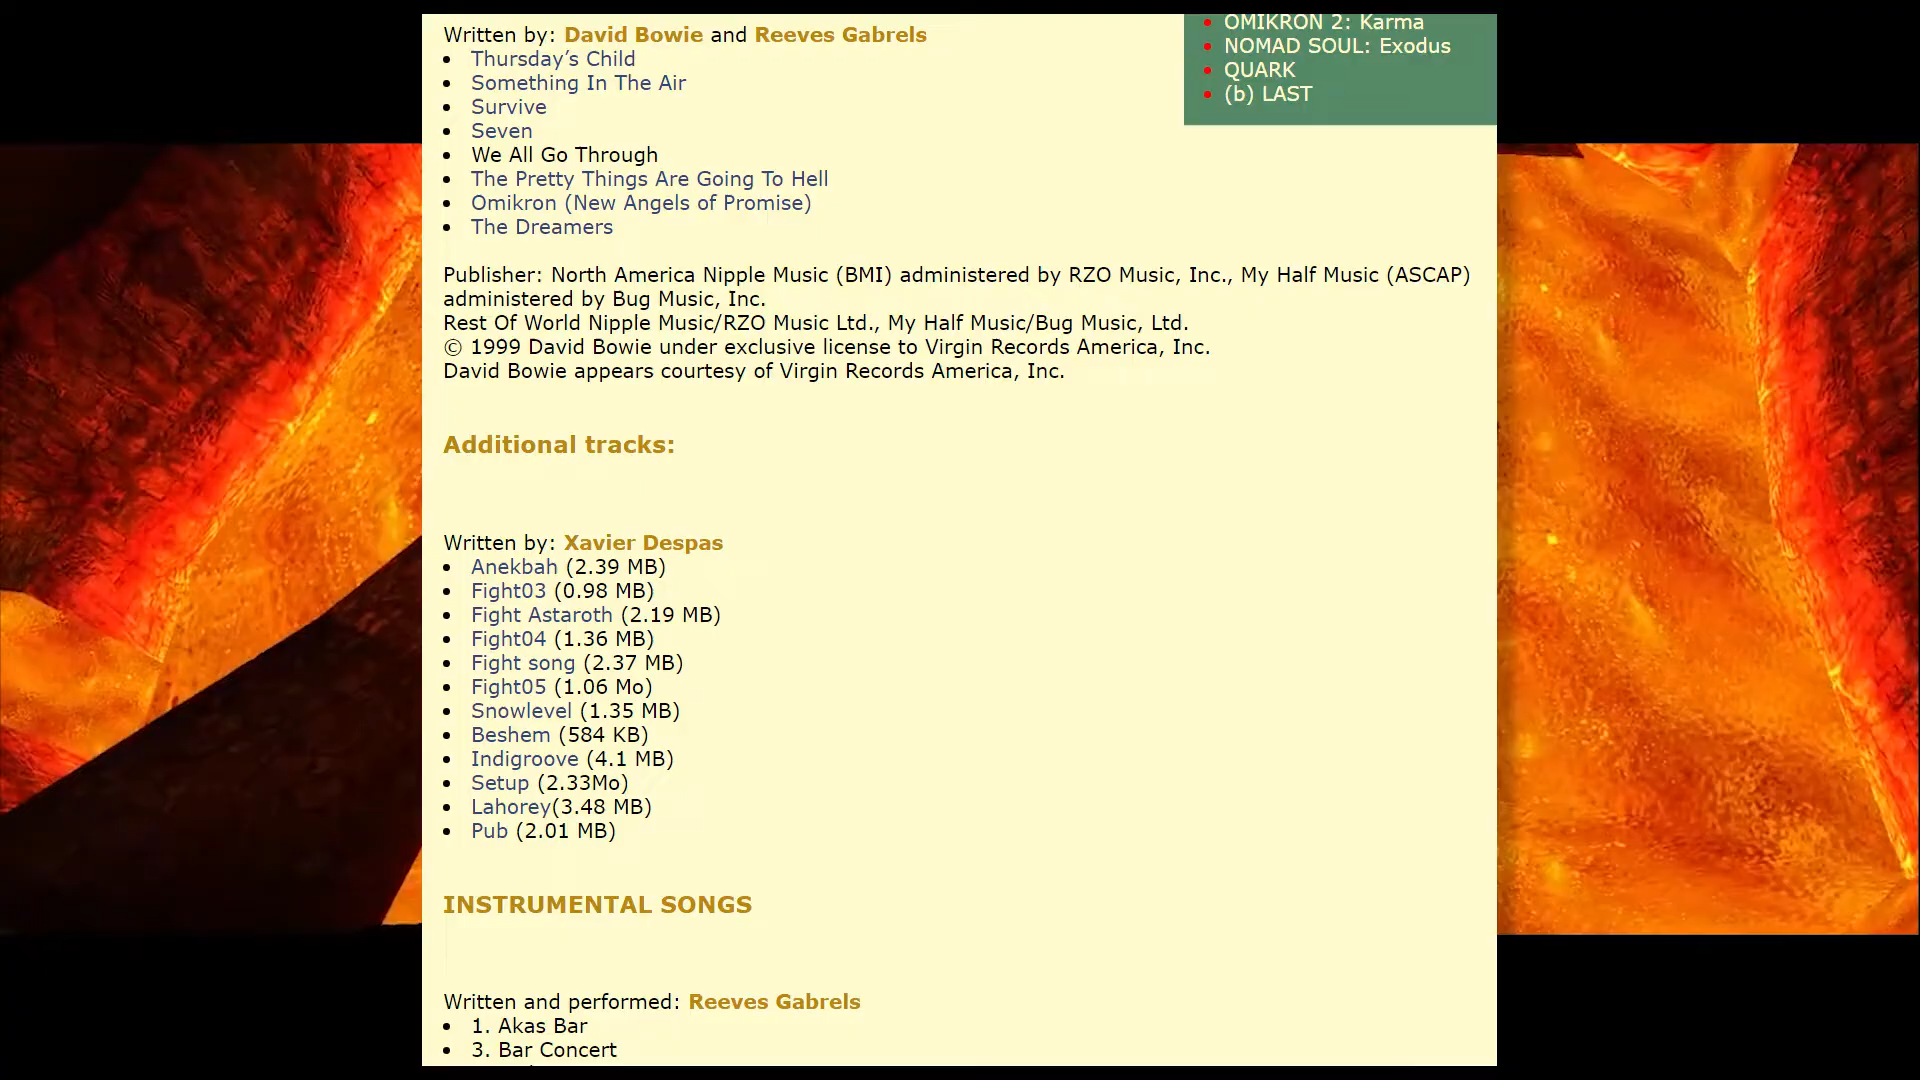 Written by: David Bowie and Reeves Gabrels
• Thursday’s Child
• Something In The Air
• Survive
• Seven
• We All Go Through
• The Pretty Things Are Going To Hell
• Omikron (New Angels of Promise)
• The Dreamers
• OMIKRON 2: Karma
• NOMAD SOUL: Exodus
• QUARK
• (b) LAST
Publisher: North America Nipple Music (BMI) administered by RZO Music, Inc., My Half Music (ASCAP)
administered by Bug Music, Inc.
Rest Of World Nipple Music/RZO Music Ltd., My Half Music/Bug Music, Ltd.
© 1999 David Bowie under exclusive license to Virgin Records America, Inc.
David Bowie appears courtesy of Virgin Records America, Inc.
Additional tracks:
Written by: Xavier Despas
• Anekbah (2.39 MB)
• Fight03 (0.98 MB)
• Fight Astaroth (2.19 MB)
• Fight04 (1.36 MB)
• Fight song (2.37 MB)
• Fight05 (1.06 Mo)
• Snowlevel (1.35 MB)
• Beshem (584 KB)
• Indigroove (4.1 MB)
• Setup (2.33Mo)
• Lahorey(3.48 MB)
• Pub (2.01 MB)
INSTRUMENTAL SONGS
Written and performed: Reeves Gabrels
• 1. Akas Bar
• 3. Bar Concert